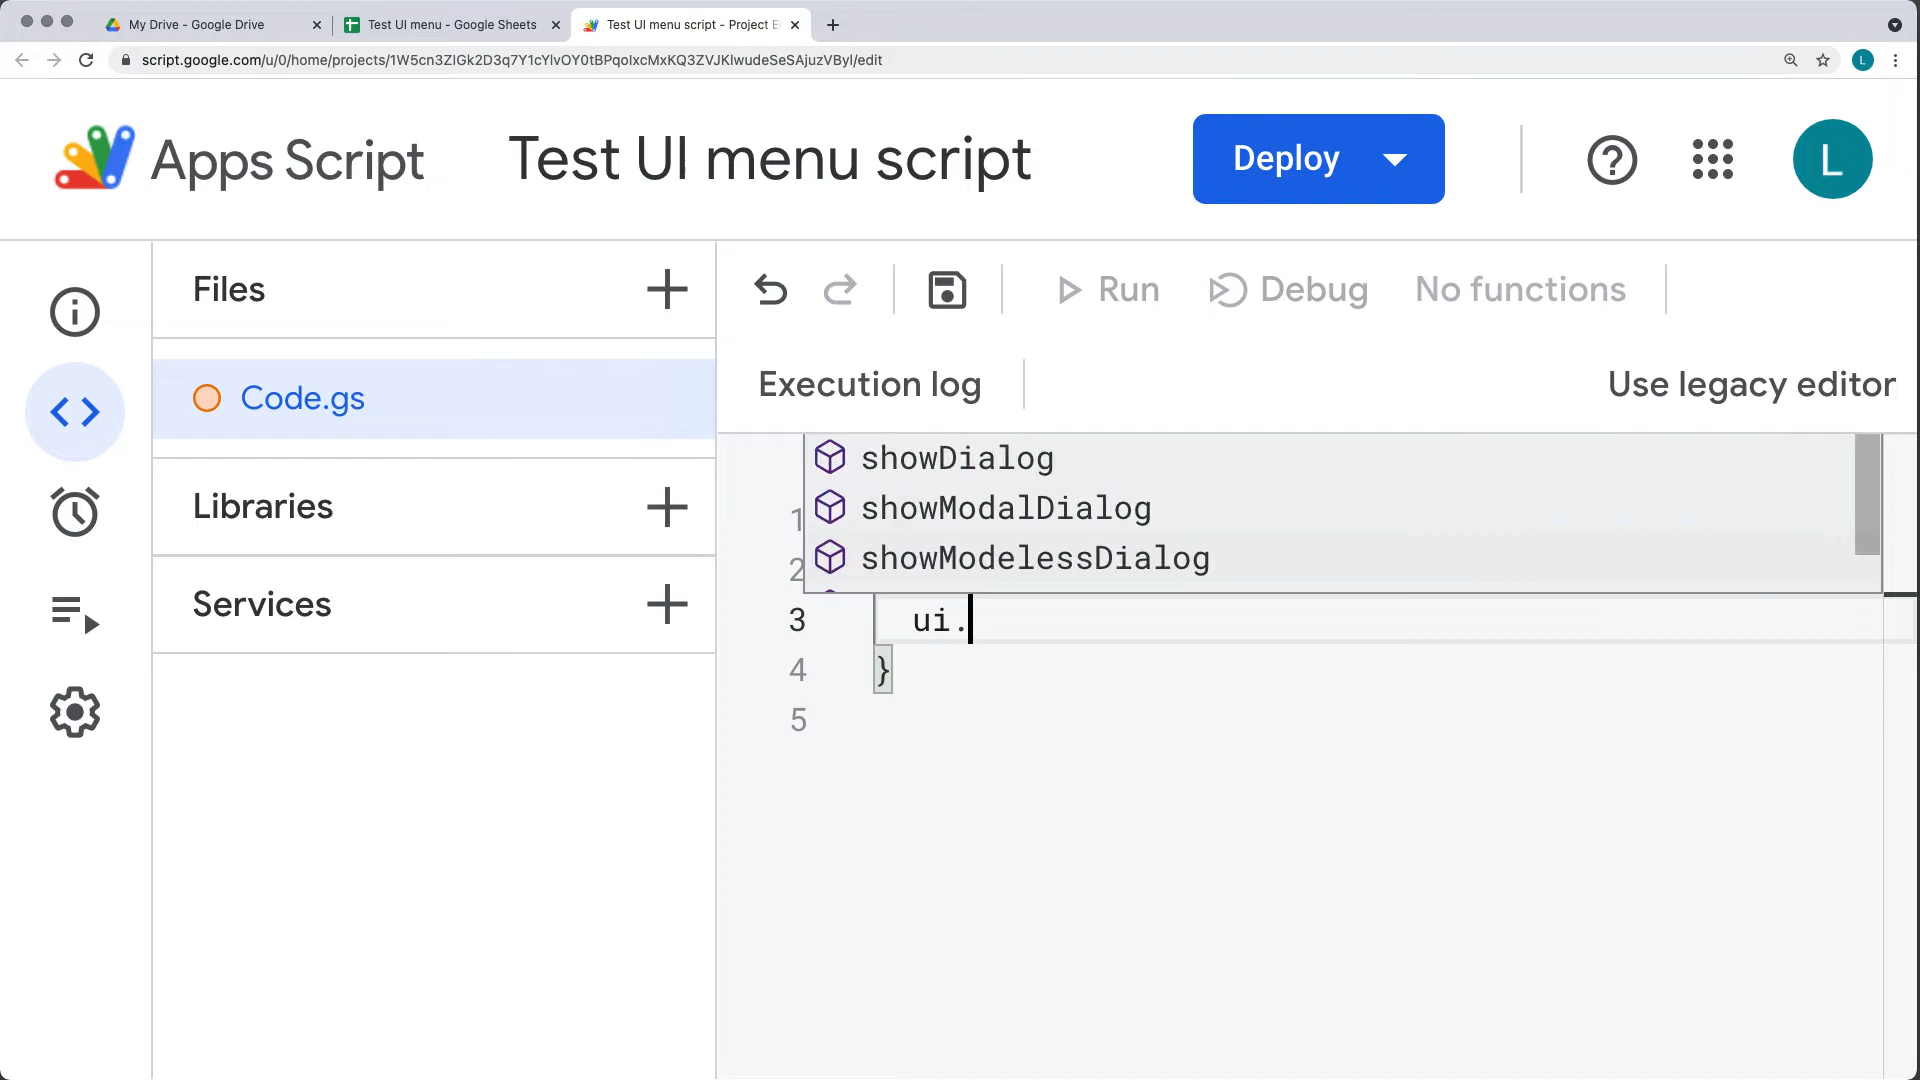 My Drive - Google Drive
Test UI menu - Google Sheets
Test UI menu script - Project E
script.google.com/u/0/home/projects/1W5cn3ZIGk2D3q7Y1cYlvOY0tBPqoIxcMxKQ3ZVJKlwudeSeSAjuzVByl/edit
L
Apps Script
Test UI menu script
Deploy
L
Files
Run
Debug
No functions
Code.gs
Execution log
Use legacy editor
Libraries
Services
showDialog
1
showModalDialog
2
showModelessDialog
3
ui.
4
}
5